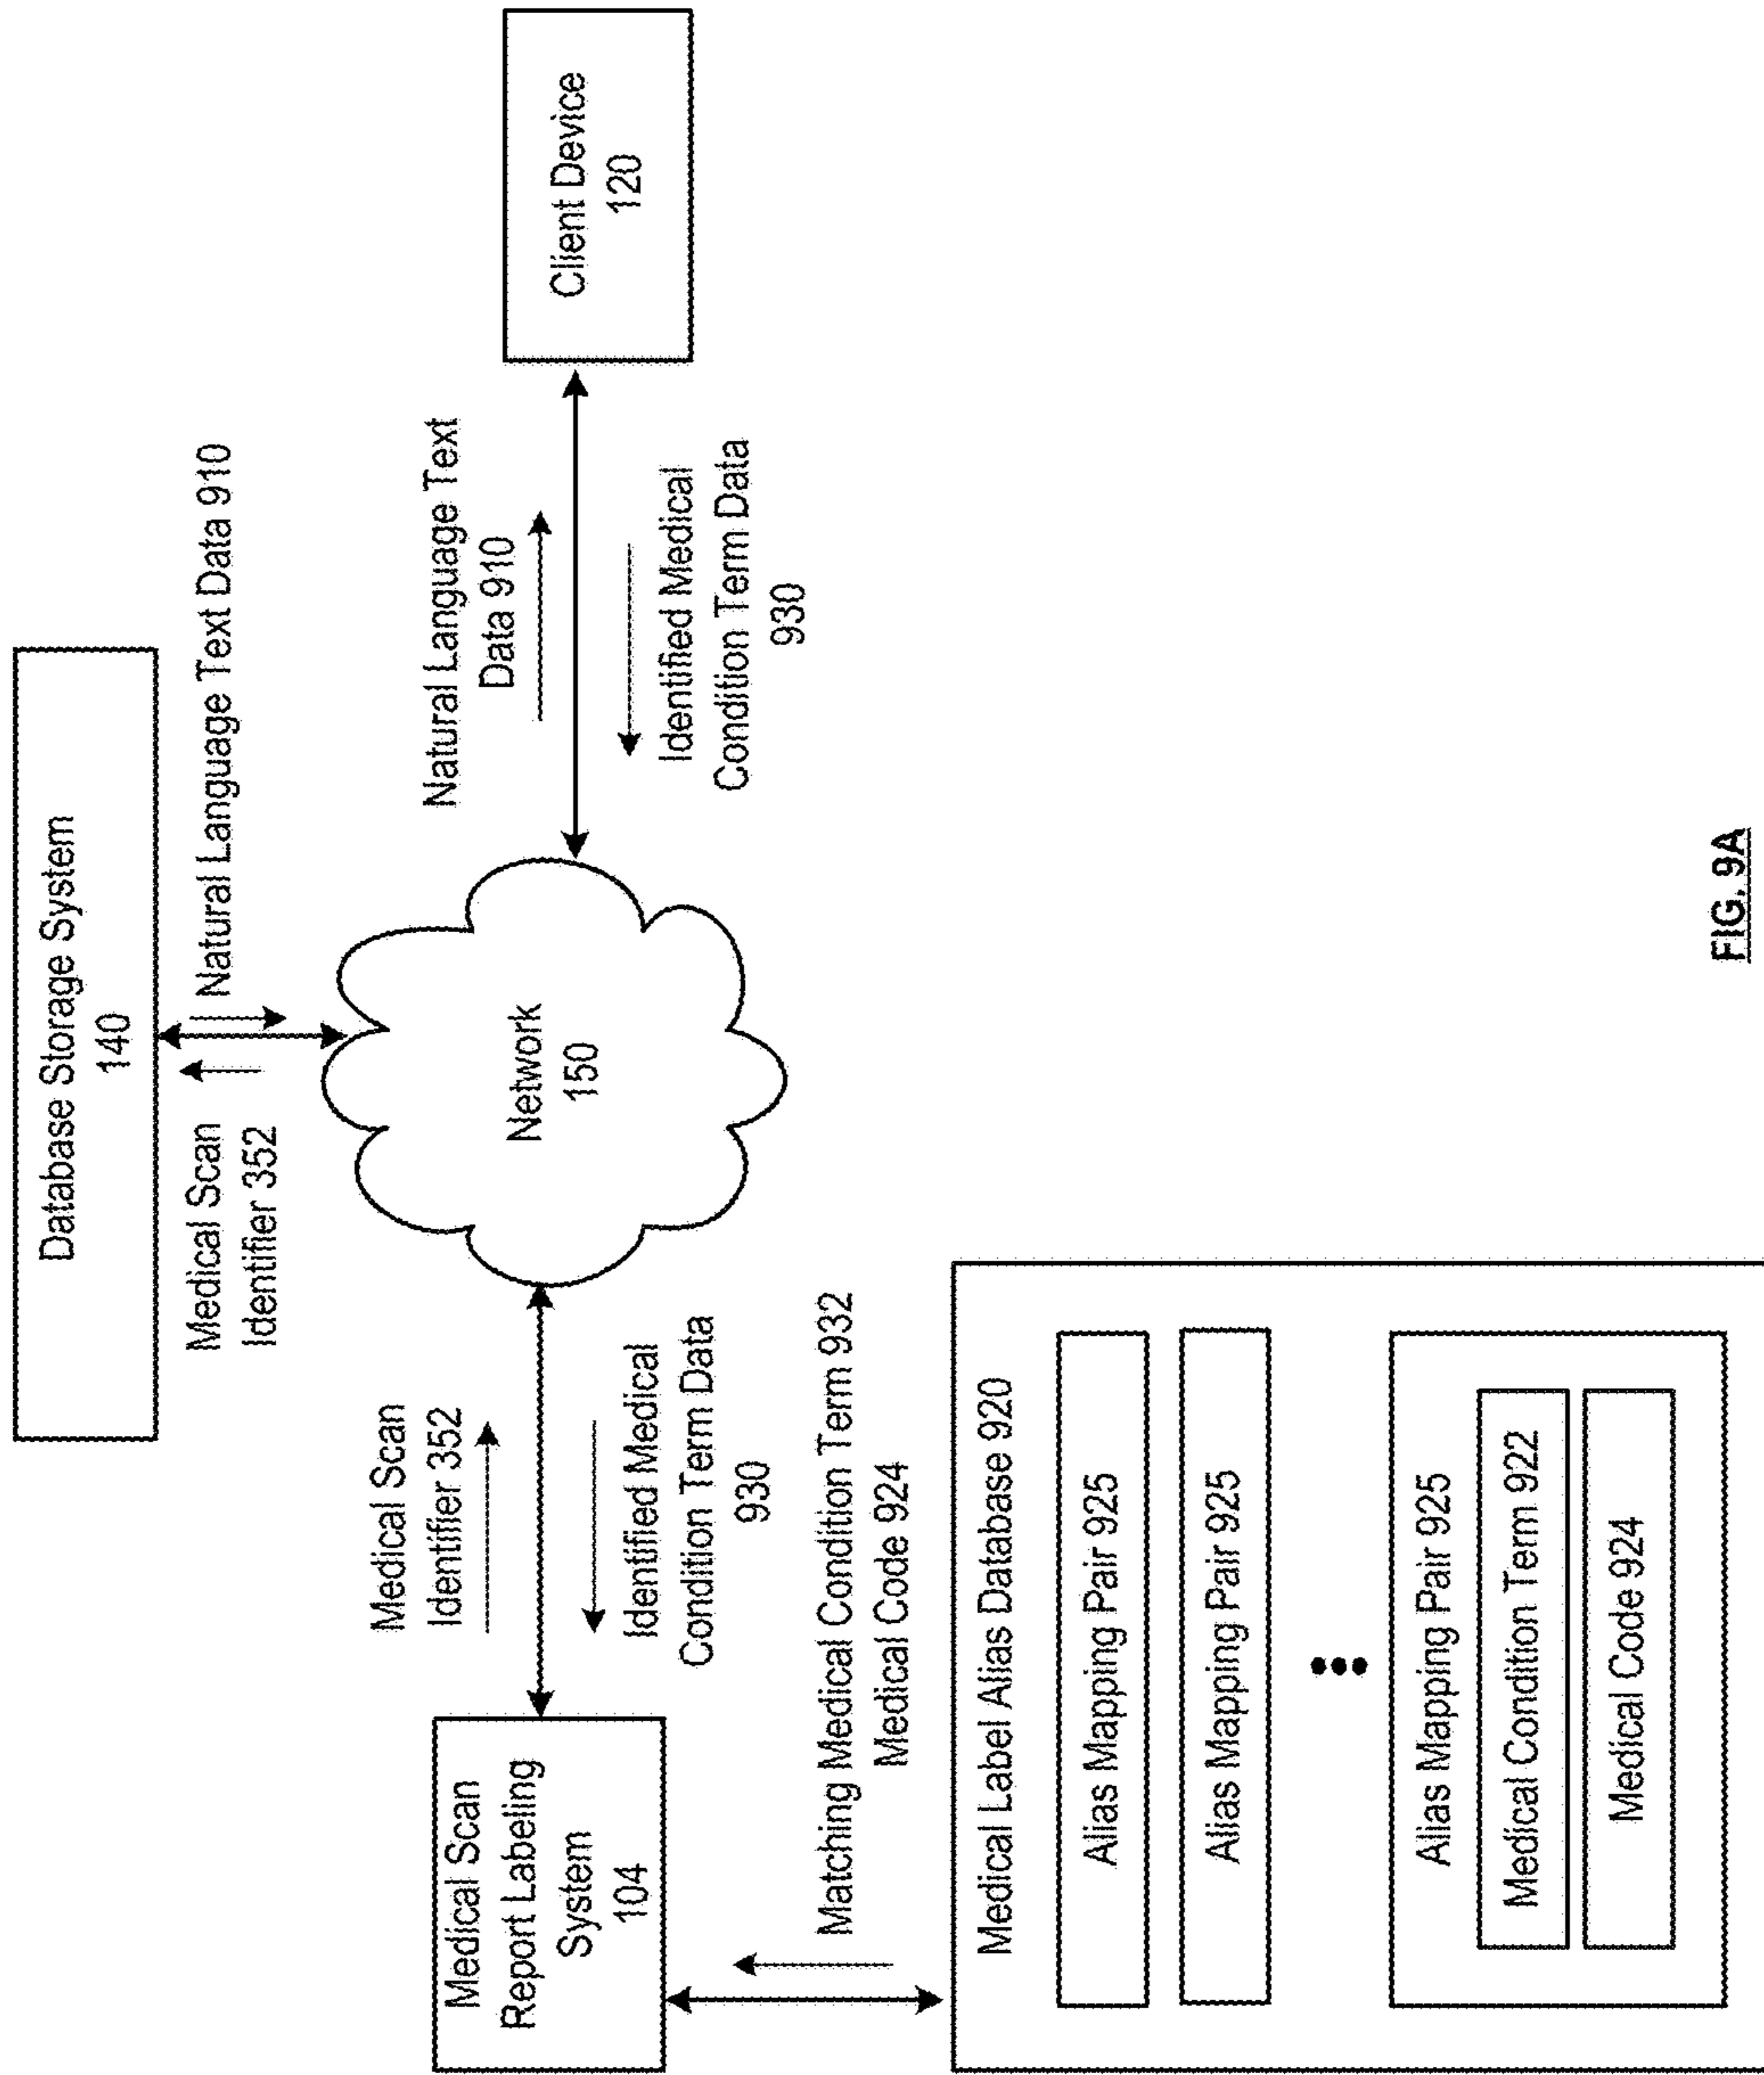 Database Storage System
140
Medical Scan
Identifier 352
Natural Language Text Data 910
Medical Scan
Report Labeling
System
104
Medical Scan
Identifier 352
Identified Medical
Condition Term Data
930
Network
150
Natural Language Text
Data 910
Identified Medical
Condition Term Data
930
Client Device
120
Matching Medical Condition Term 932
Medical Code 924
Medical Label Alias Database 920
Alias Mapping Pair 925
Alias Mapping Pair 925
Alias Mapping Pair 925
Medical Condition Term 922
Medical Code 924
FIG. 9A